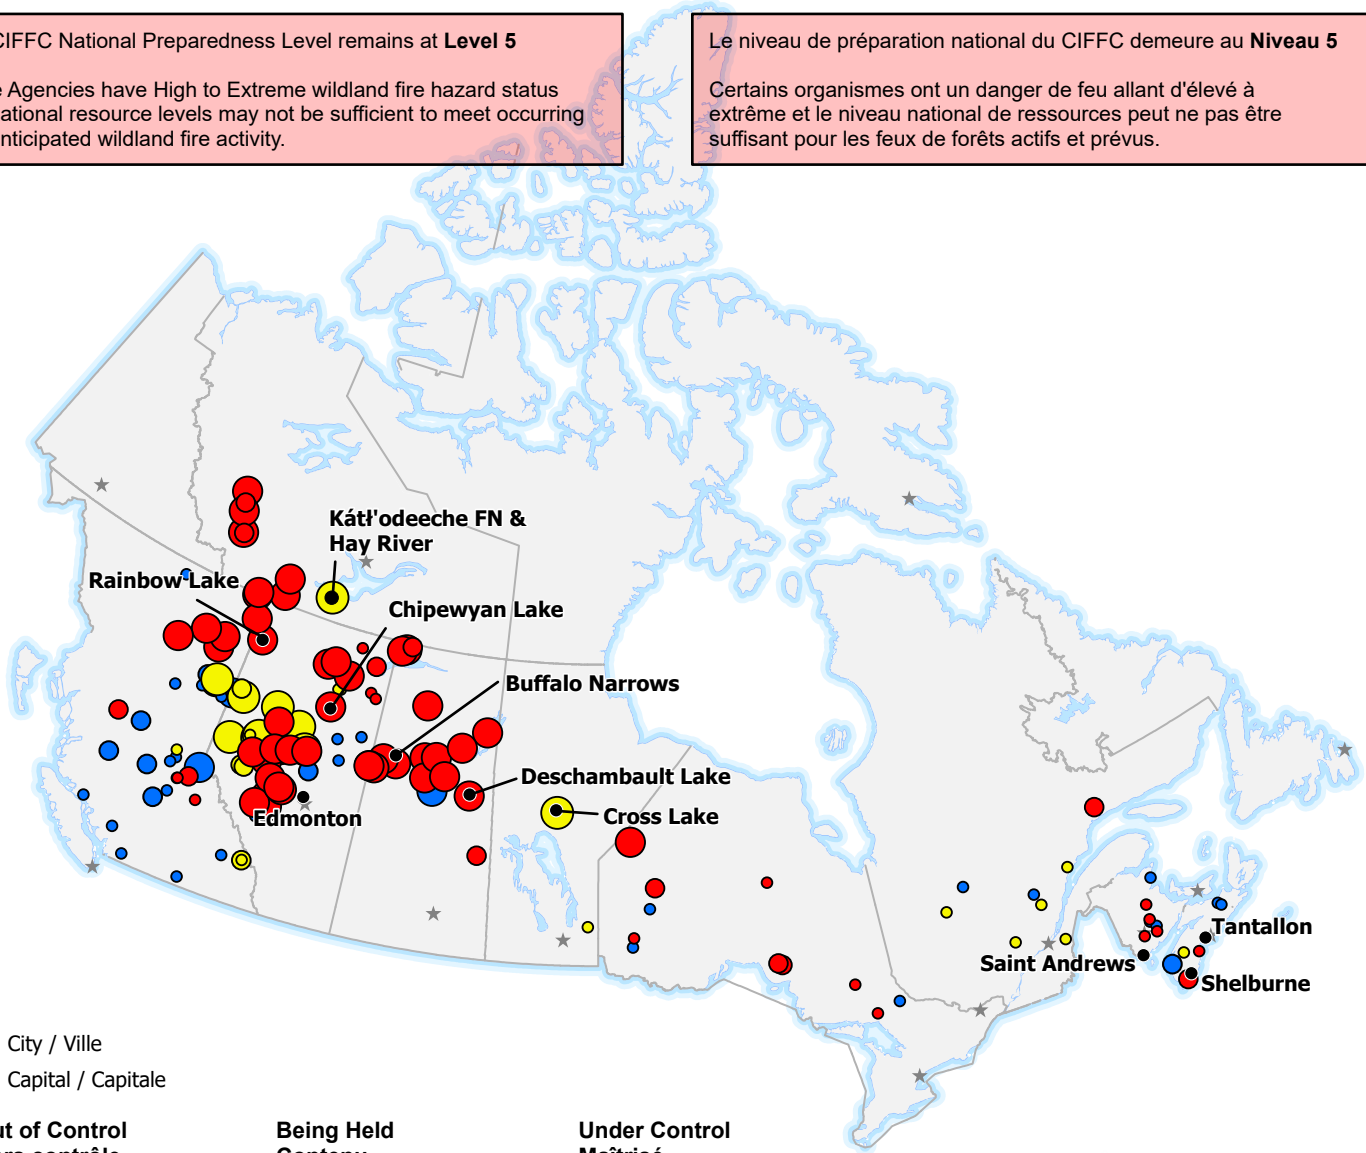 CIFFC National Preparedness Level remains at Level 5
Agencies have High to Extreme wildland fire hazard status
ational resource levels may not be sufficient to meet occurring
nticipated wildland fire activity.
Le niveau de préparation national du CIFFC demeure au Niveau 5
Certains organismes ont un danger de feu allant d'élevé à
extrême et le niveau national de ressources peut ne pas être
suffisant pour les feux de forêts actifs et prévus.
Kátł'odeeche FN &
Hay River
Rainbow Lake
Chipewyan Lake
Buffalo Narrows
Deschambault Lake
Cross Lake
Edmonton
Tantallon
Saint Andrews
Shelburne
City / Ville
Capital / Capitale
ut of Control
Being Held
Under Control
contrôle
Contenu
Maîtrisé